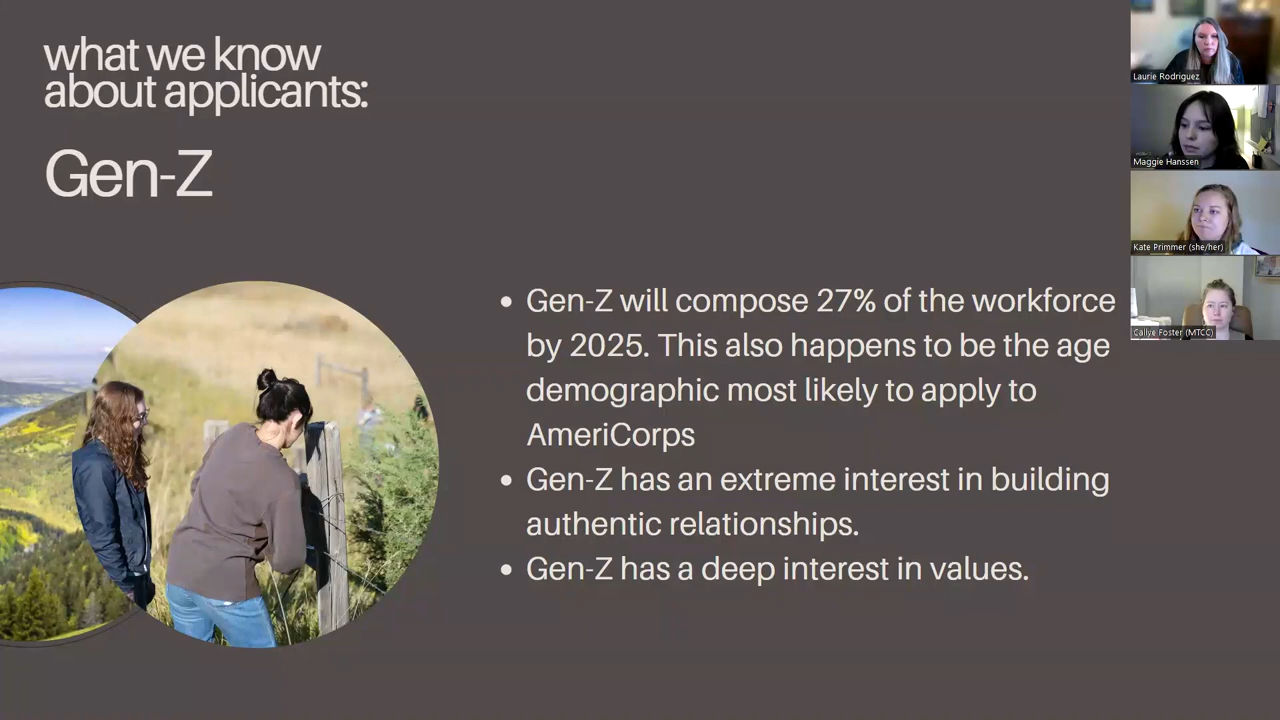 what we know
about applicants:
Gen-Z
Gen-Z will compose 27% of the workforce
by 2025. This also happens to be the age
demographic most likely to apply to
AmeriCorps
Gen-Z has an extreme interest in building
authentic relationships.
Gen-Z has a deep interest in values.
Laurie Rodriguez
Maggie Hanssen
Kate Primmer (she/her)
Callye Foster (MTCC)